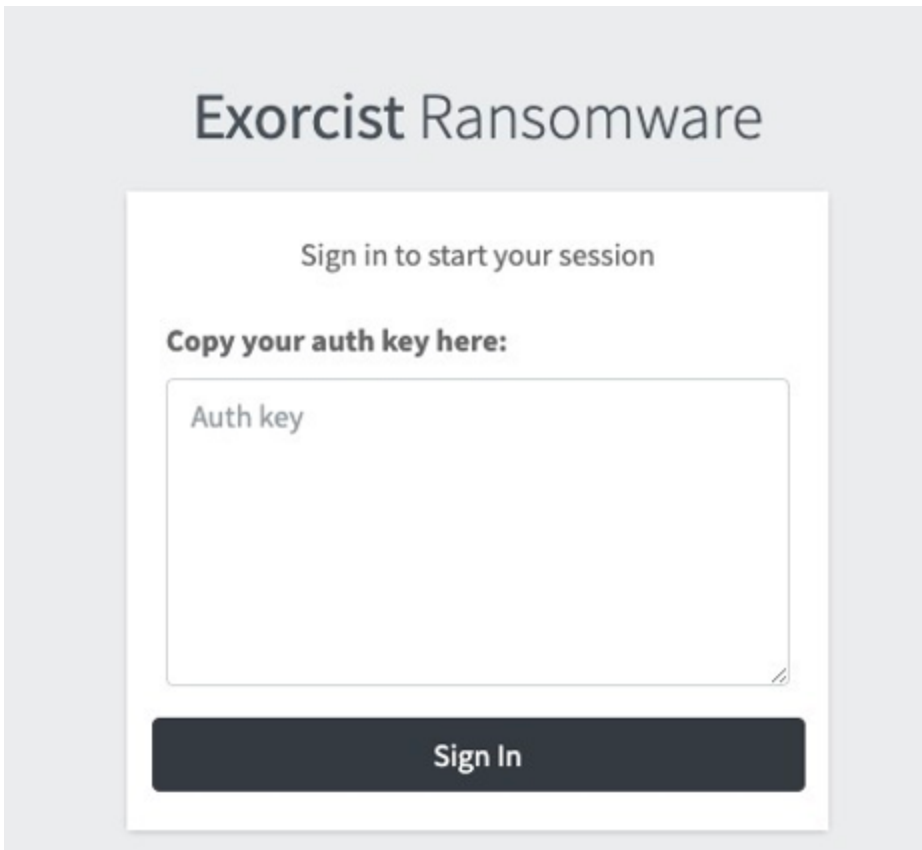 Exorcist Ransomware
Sign in to start your session
Copy your auth key here:
Auth key
Sign In